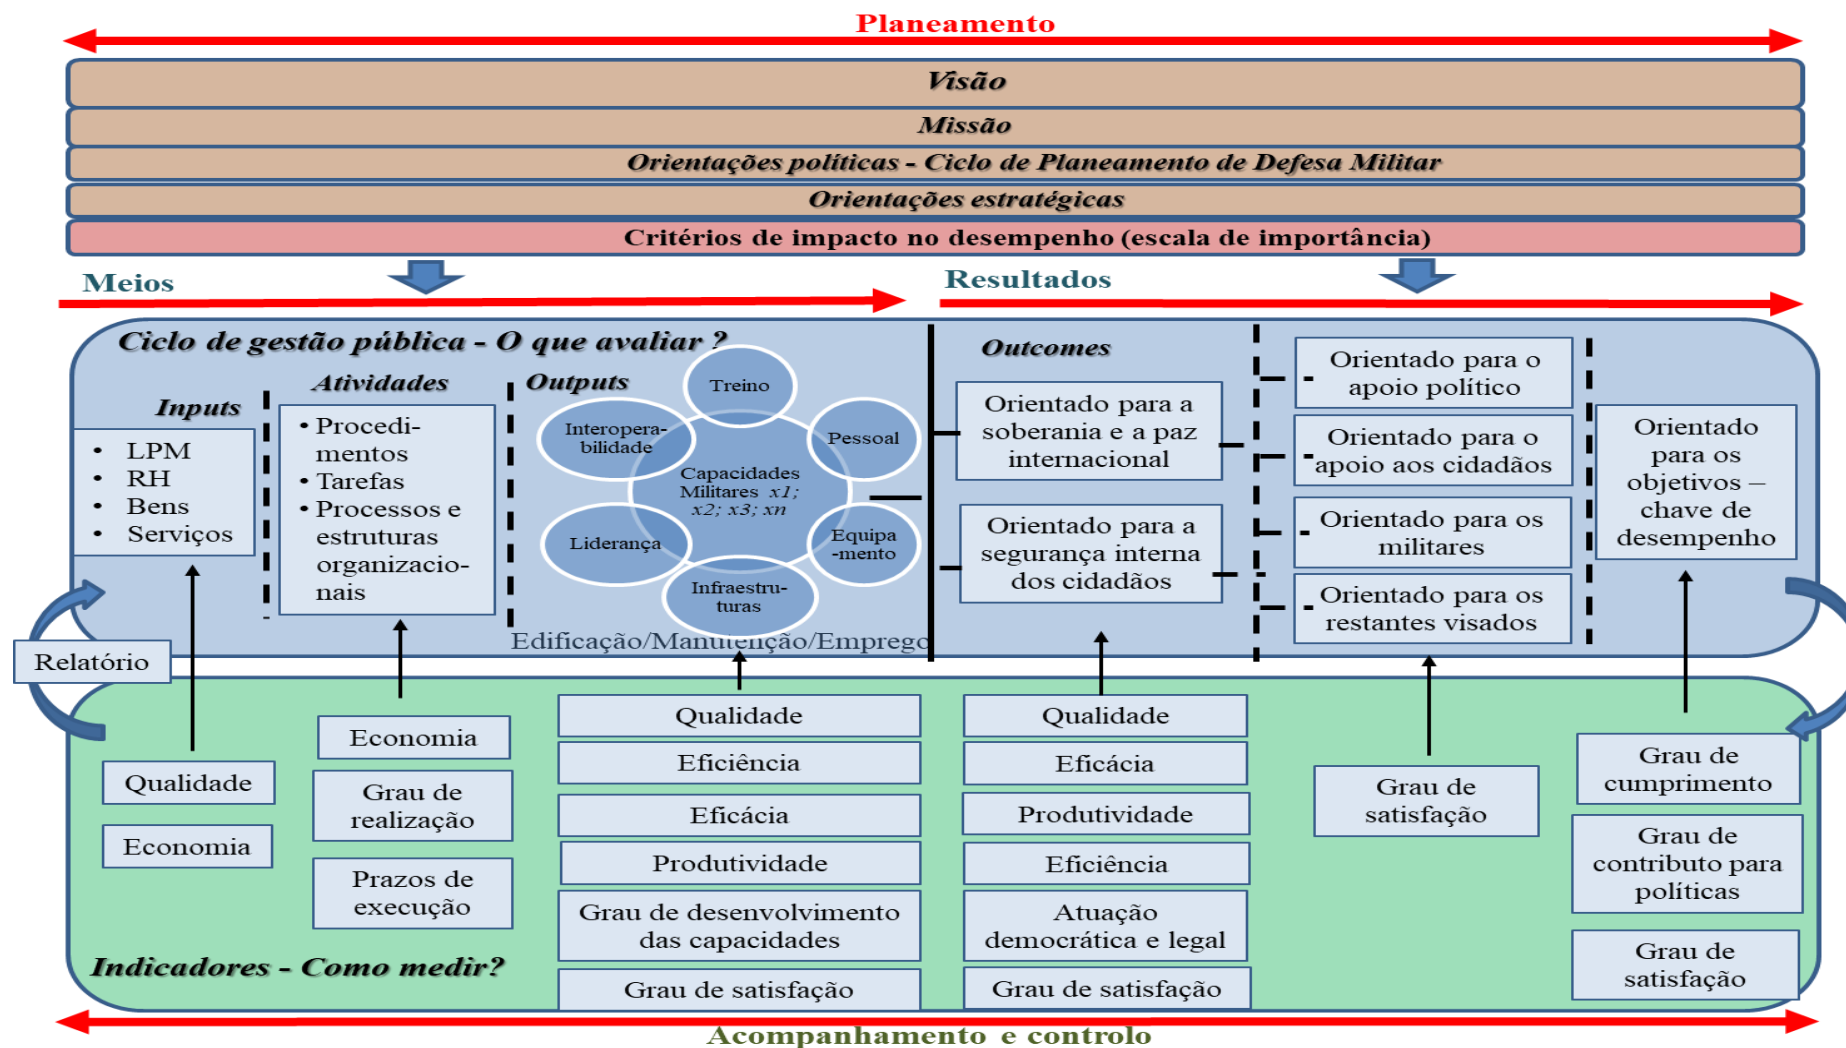 Planeamento
Visão
Missão
Orientações políticas - Ciclo de Planeamento de Defesa Militar
Orientações estratégicas
Critérios de impacto no desempenho (escala de importância)
Meios
Resultados
Ciclo de gestão pública - O que avaliar ?
Inputs
• LPM
• RH
• Bens
• Serviços
Atividades
• Procedi-
mentos
• Tarefas
• Processos e
estruturas
organizacio-
nais
Outputs
Treino
Interopera-
bilidade
Pessoal
Capacidades
Militares x1;
x2; x3; xn
Liderança
Equipa
-mento
Infraestru-
turas
Edificação/Manutenção/Emprego
Outcomes
Orientado para a
soberania e a paz
internacional
Orientado para a
segurança interna
dos cidadãos
Orientado para o
apoio político
Orientado para o
apoio aos cidadãos
Orientado para os
militares
Orientado para os
restantes visados
Orientado
para os
objetivos –
chave de
desempenho
Relatório
Qualidade
Economia
Economia
Grau de
realização
Prazos de
execução
Qualidade
Eficiência
Eficácia
Produtividade
Grau de desenvolvimento
das capacidades
Grau de satisfação
Qualidade
Eficácia
Produtividade
Eficiência
Atuação
democrática e legal
Grau de satisfação
Grau de
satisfação
Grau de
cumprimento
Grau de
contributo para
políticas
Grau de
satisfação
Indicadores - Como medir?
Acompanhamento e controlo